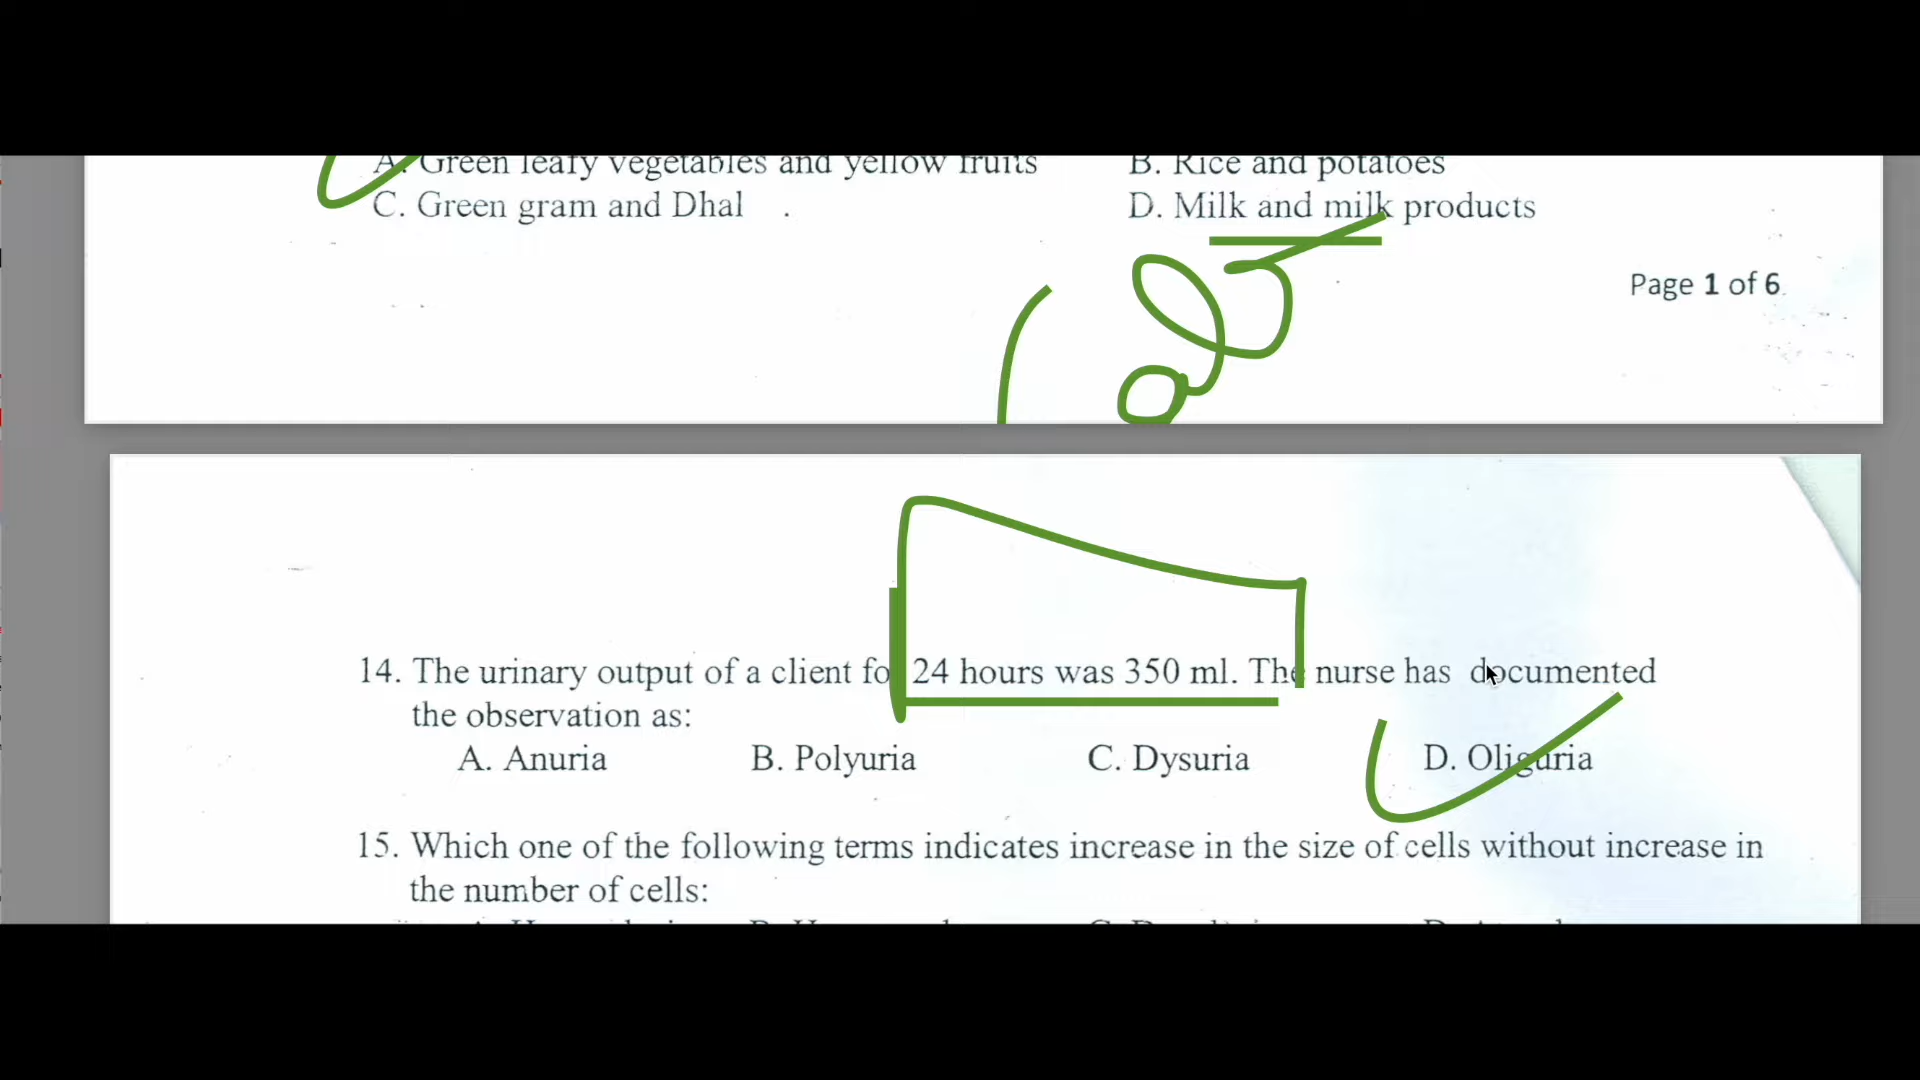 A. Green leafy vegetables and yellow fruits B. Rice and potatoes
C. Green gram and Dhal . D. Milk and milk products
Page 1 of 6
14. The urinary output of a client fo 24 hours was 350 ml. The nurse has documented
the observation as:
A. Anuria B. Polyuria C. Dysuria D. Oliguria
15. Which one of the following terms indicates increase in the size of cells without increase in
the number of cells: